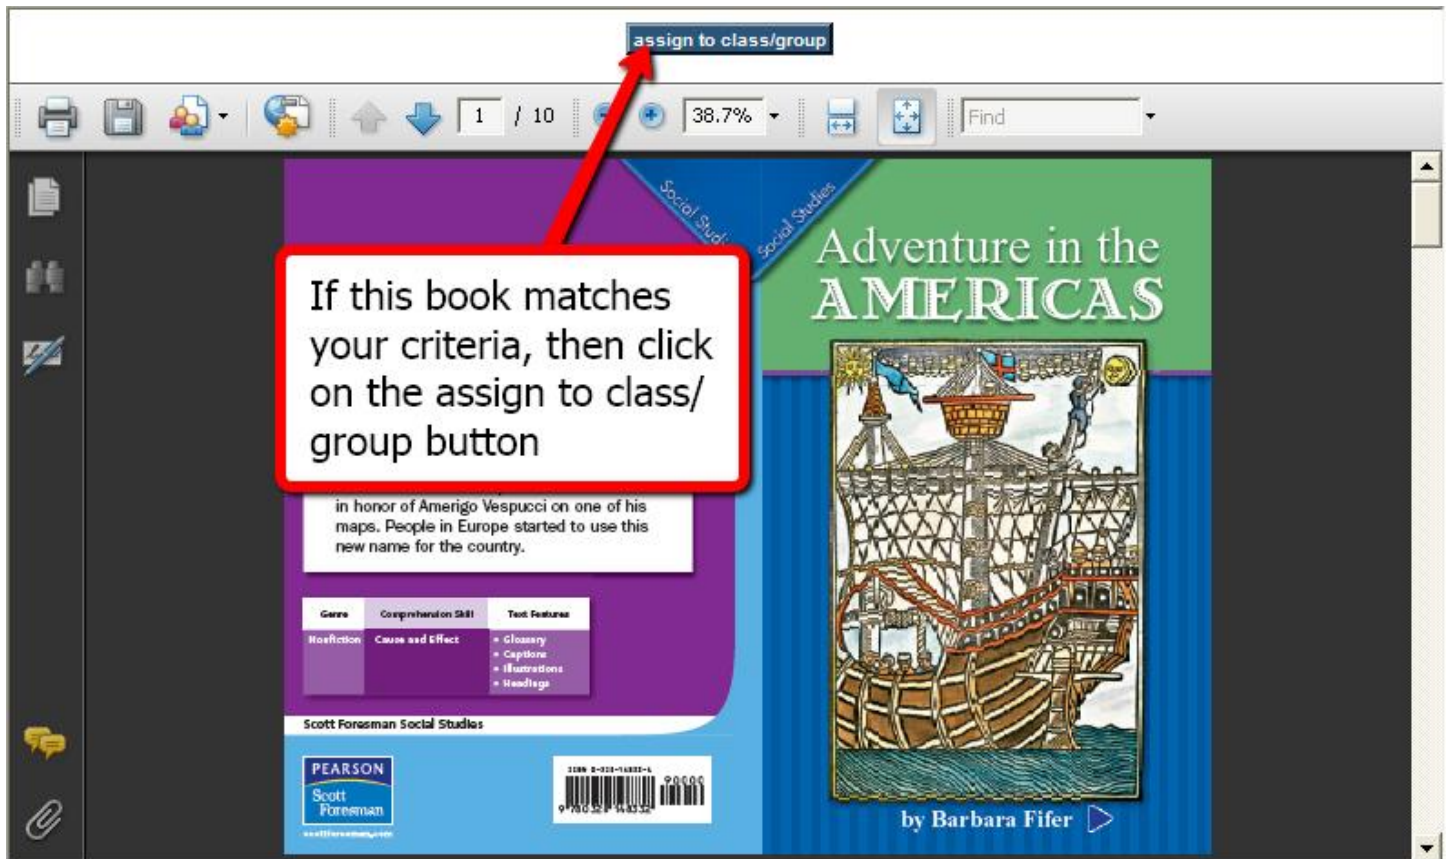 assign to class/group
1 / 10
38.7%
Find
Social Studies
Social Studies
Adventure in the
AMERICAS
If this book matches
your criteria, then click
on the assign to class/
group button
in honor of Amerigo Vespucci on one of his
maps. People in Europe started to use this
new name for the country.
Genre Comprehension Skill Text Features
Nonfiction Cause and Effect • Glossary
• Captions
• Illustrations
• Headings
Scott Foresman Social Studies
PEARSON
Scott
Foresman
scottforesman.com
90000
by Barbara Fifer